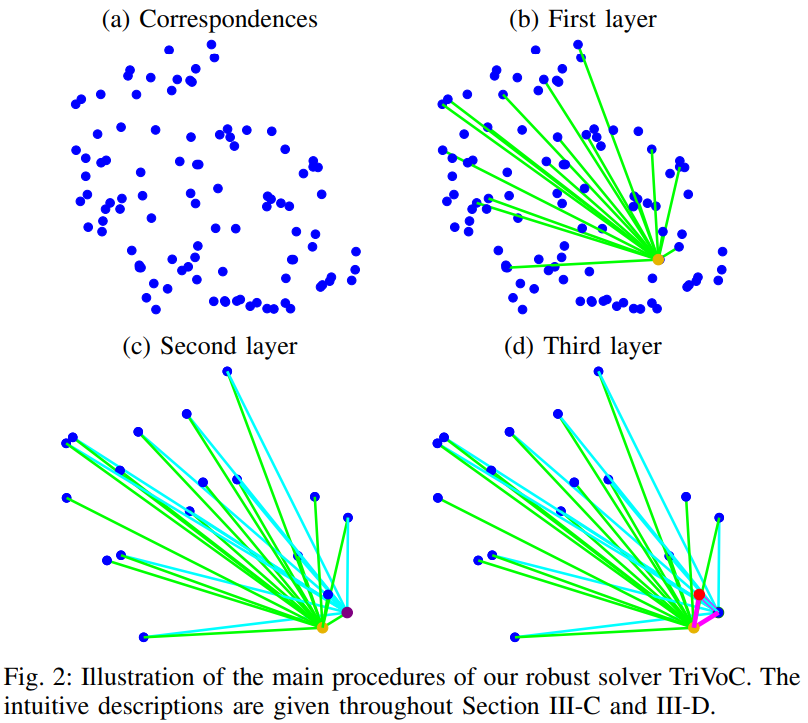 (a) Correspondences
(b) First layer
(c) Second layer
(d) Third layer
Fig. 2: Illustration of the main procedures of our robust solver TriVoC. The
intuitive descriptions are given throughout Section III-C and III-D.